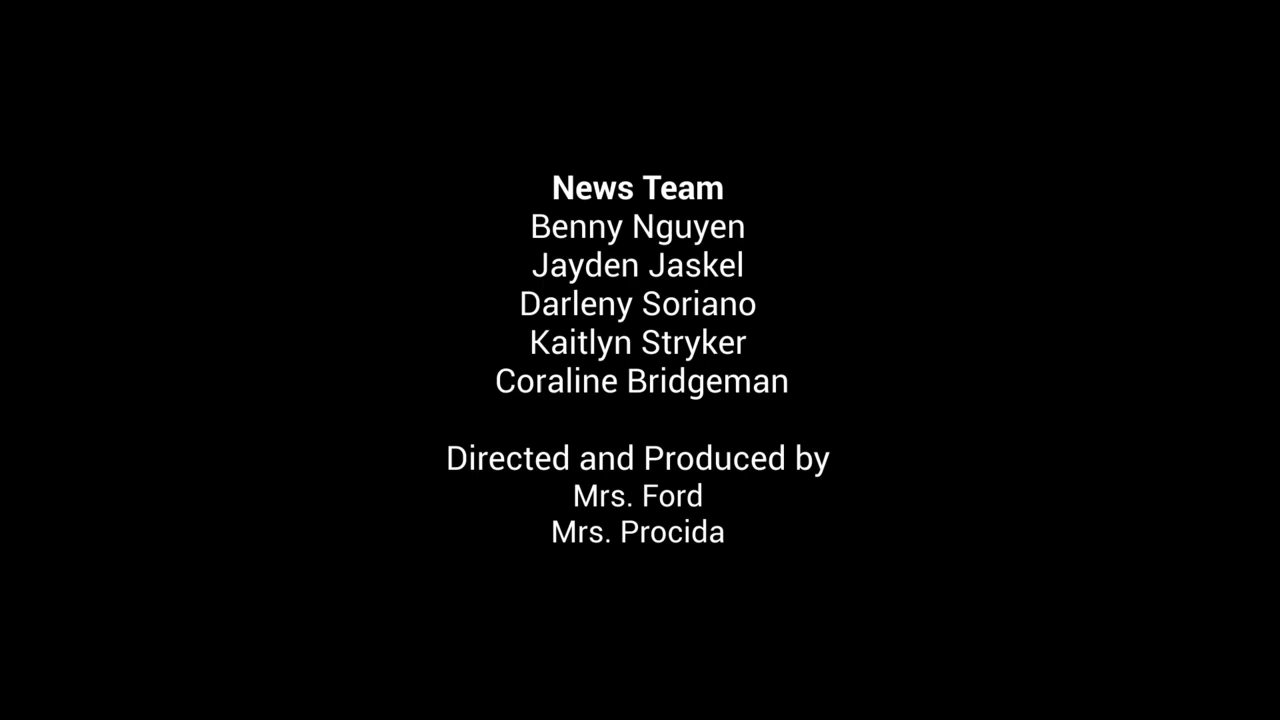 News Team
Benny Nguyen
Jayden Jaskel
Darleny Soriano
Kaitlyn Stryker
Coraline Bridgeman
Directed and Produced by
Mrs. Ford
Mrs. Procida